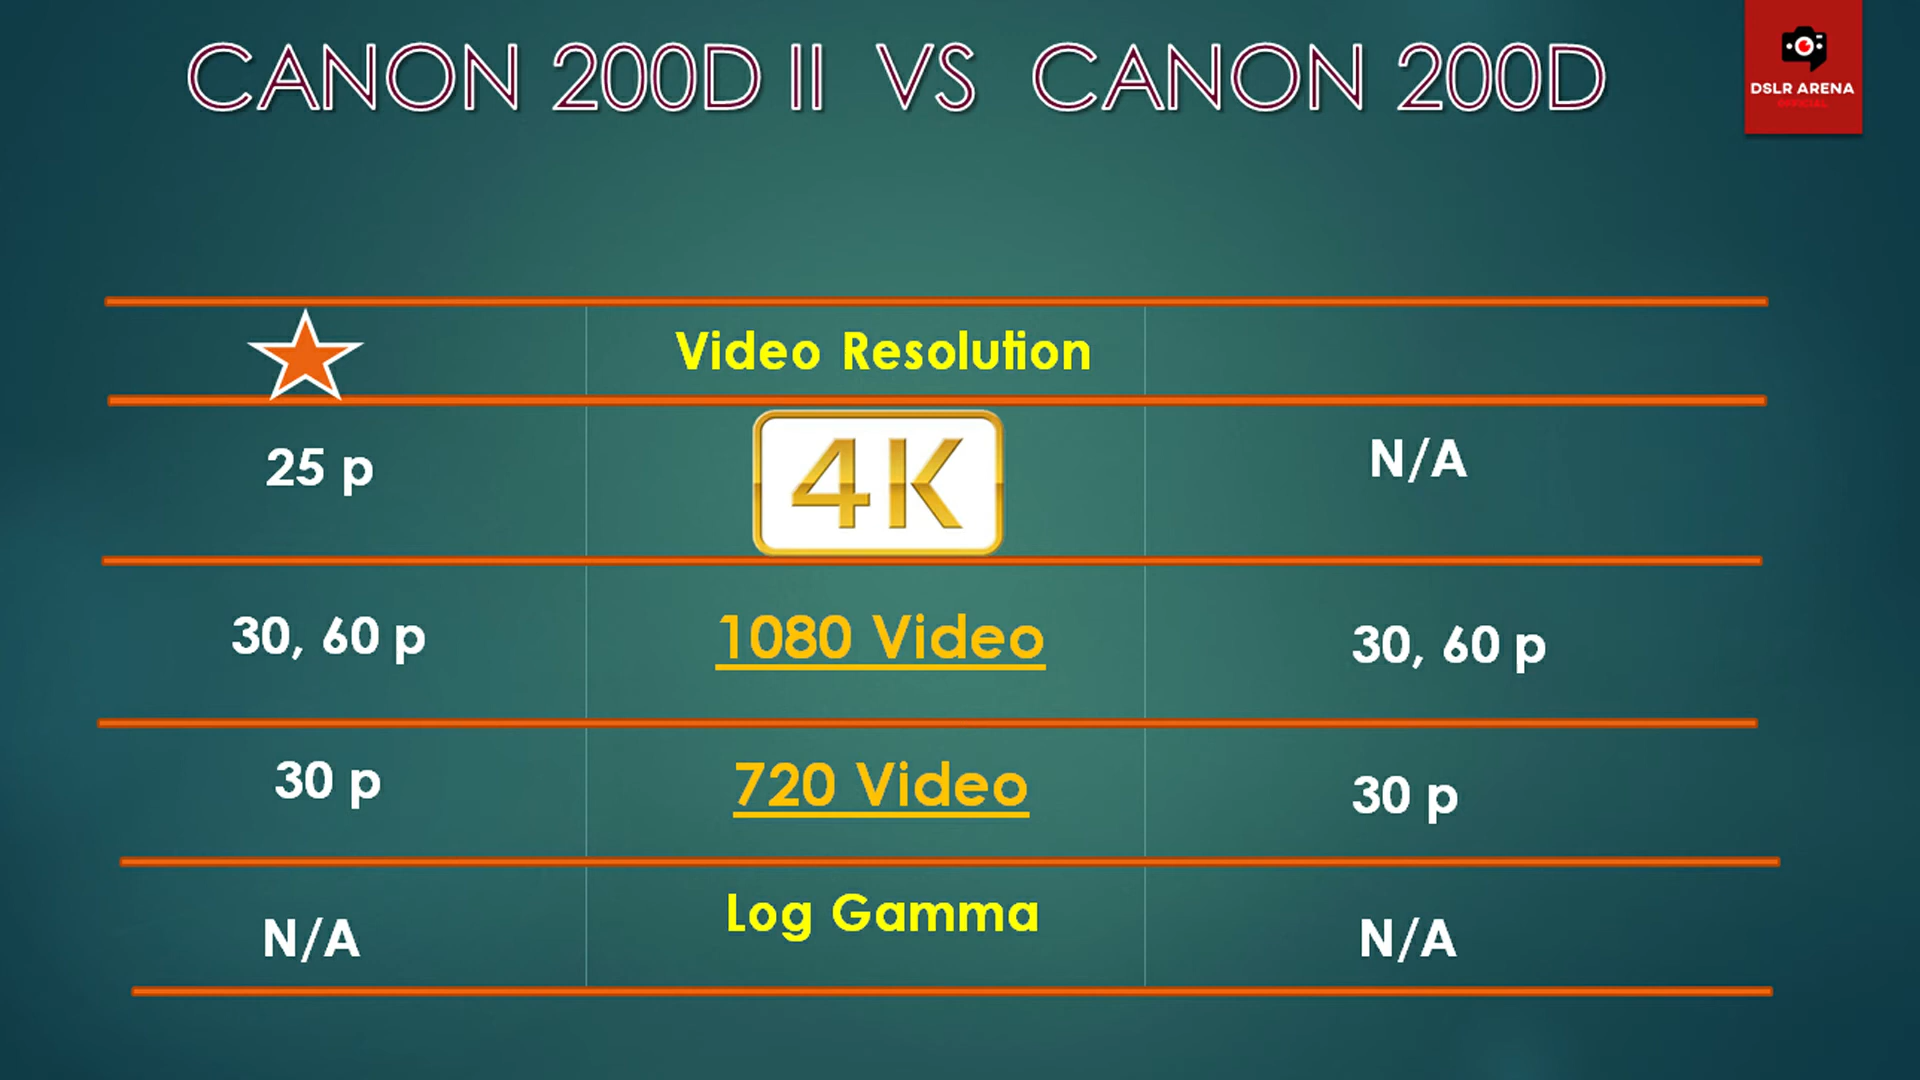 CANON 200D II VS CANON 200D
DSLR ARENA
OFFICIAL
Video Resolution
25 p 4K N/A
30, 60 p 1080 Video 30, 60 p
30 p 720 Video 30 p
N/A Log Gamma N/A